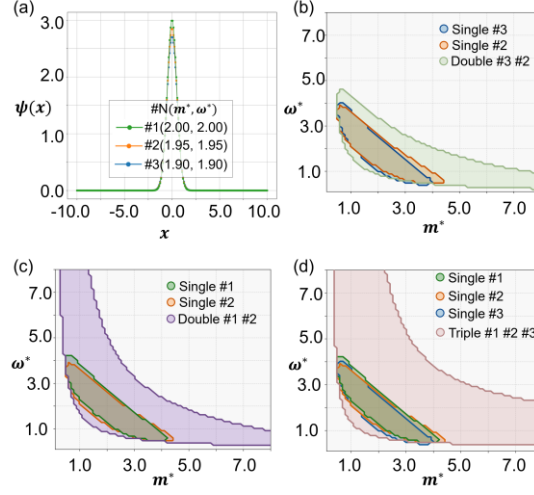 (a)
3.0
2.0
ψ(x)
1.0
0.0
#N(m*, ω*)
#1(2.00, 2.00)
#2(1.95, 1.95)
#3(1.90, 1.90)
-10.0 -5.0 0.0 5.0 10.0
x
(b)
Single #3
Single #2
Double #3 #2
7.0
5.0
ω*
3.0
1.0
1.0 3.0 5.0 7.0
m*
(c)
Single #1
Single #2
Double #1 #2
7.0
5.0
ω*
3.0
1.0
1.0 3.0 5.0 7.0
m*
(d)
Single #1
Single #2
Single #3
Triple #1 #2 #3
7.0
5.0
ω*
3.0
1.0
1.0 3.0 5.0 7.0
m*